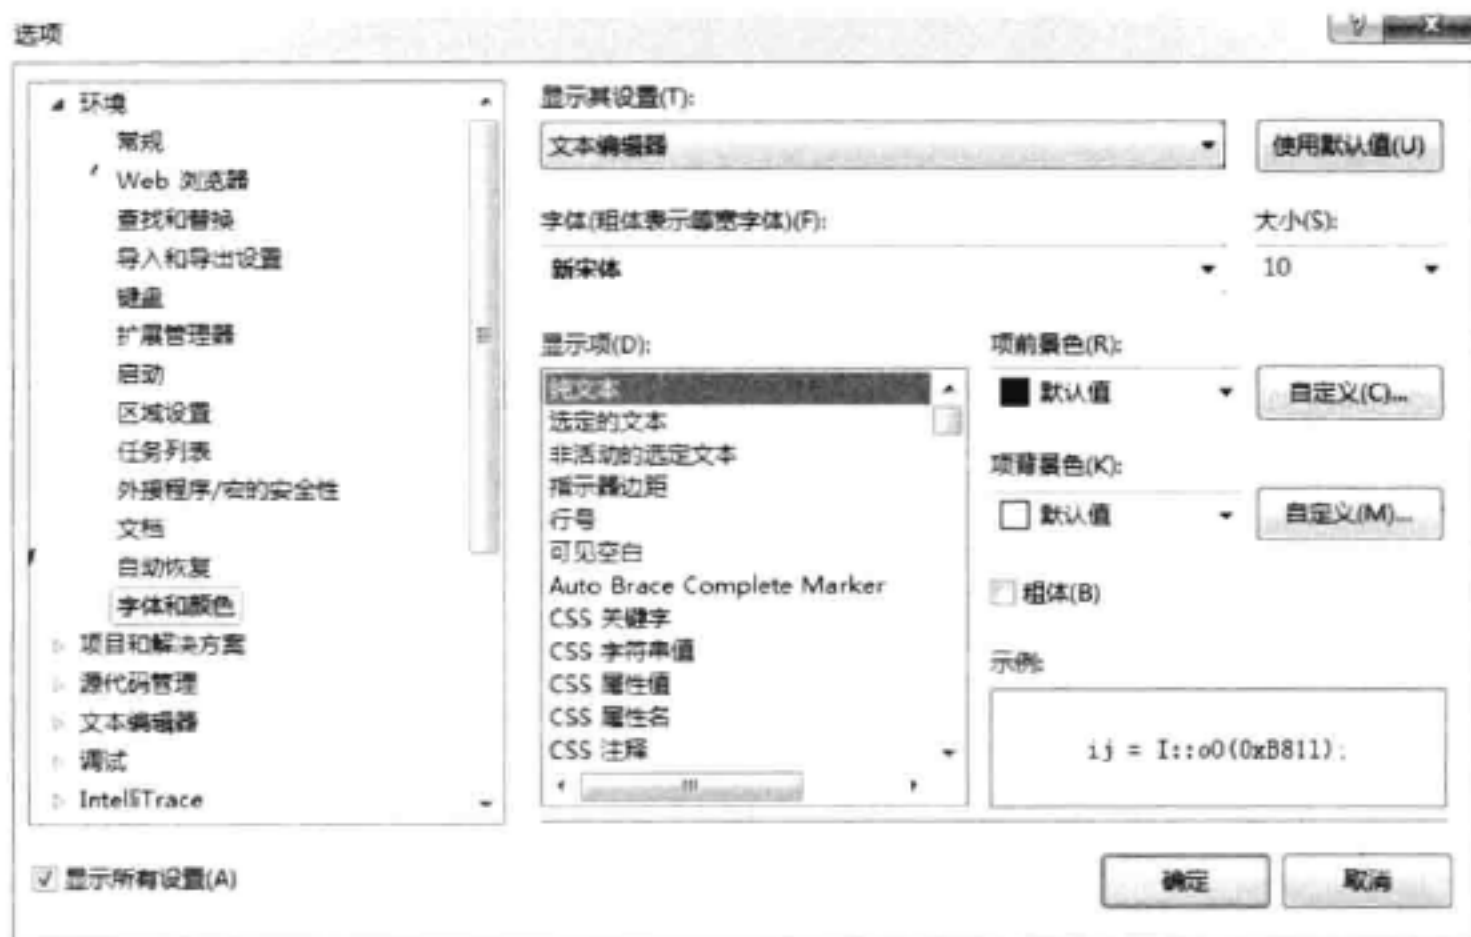 选项
环境
常规
Web 浏览器
查找和替换
导入和导出设置
键盘
扩展管理器
启动
区域设置
任务列表
外接程序/宏的安全性
文档
自动恢复
字体和颜色
项目和解决方案
源代码管理
文本编辑器
调试
IntelliTrace
显示所有设置(A)
显示其设置(T):
文本编辑器
使用默认值(U)
字体(粗体表示等宽字体)(F):
大小(S):
新宋体
10
显示项(D):
纯文本
选定的文本
非活动的选定文本
指示器边距
行号
可见空白
Auto Brace Complete Marker
CSS 关键字
CSS 字符串值
CSS 属性值
CSS 属性名
CSS 注释
项前景色(R):
默认值
自定义(C)...
项背景色(K):
默认值
自定义(M)...
粗体(B)
示例:
ij = I::oO(0xB81l);
确定
取消